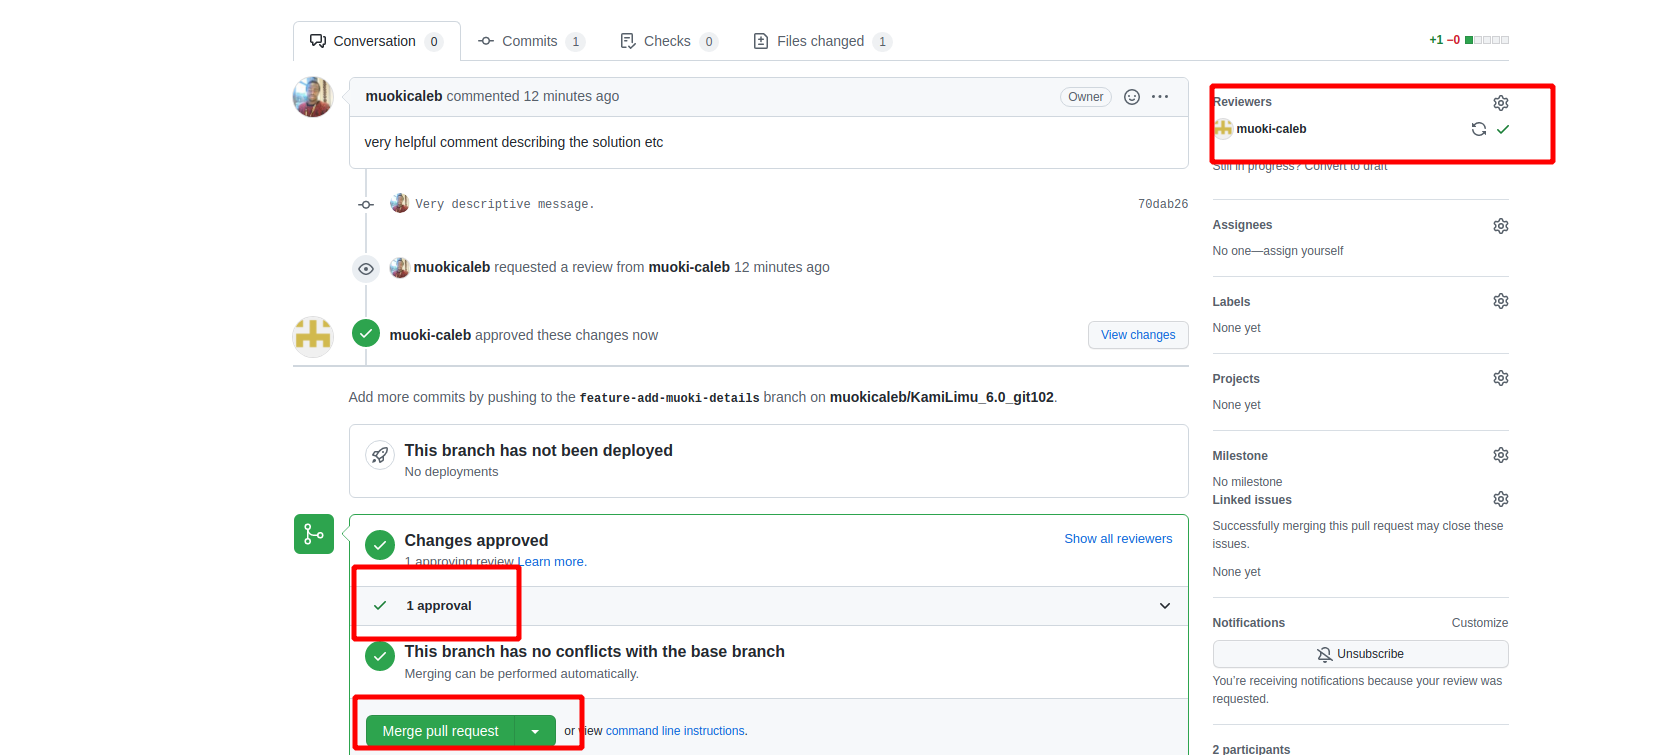 Conversation 0 Commits 1 Checks 0 Files changed 1 +1 −0
muokicaleb commented 12 minutes ago Owner
very helpful comment describing the solution etc
Very descriptive message. 70dab26
muokicaleb requested a review from muoki-caleb 12 minutes ago
muoki-caleb approved these changes now View changes
Add more commits by pushing to the feature-add-muoki-details branch on muokicaleb/KamiLimu_6.0_git102.
This branch has not been deployed
No deployments
Changes approved Show all reviewers
1 approving review Learn more.
1 approval
This branch has no conflicts with the base branch
Merging can be performed automatically.
Merge pull request or view command line instructions.
Reviewers
muoki-caleb
Still in progress? Convert to draft
Assignees
No one—assign yourself
Labels
None yet
Projects
None yet
Milestone
No milestone
Linked issues
Successfully merging this pull request may close these
issues.
None yet
Notifications Customize
Unsubscribe
You’re receiving notifications because your review was
requested.
2 participants